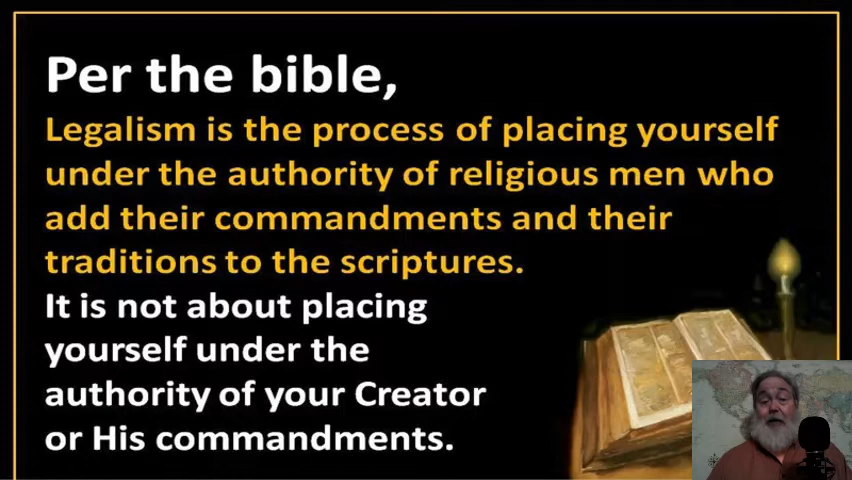 Per the bible,
Legalism is the process of placing yourself
under the authority of religious men who
add their commandments and their
traditions to the scriptures.
It is not about placing
yourself under the
authority of your Creator
or His commandments.